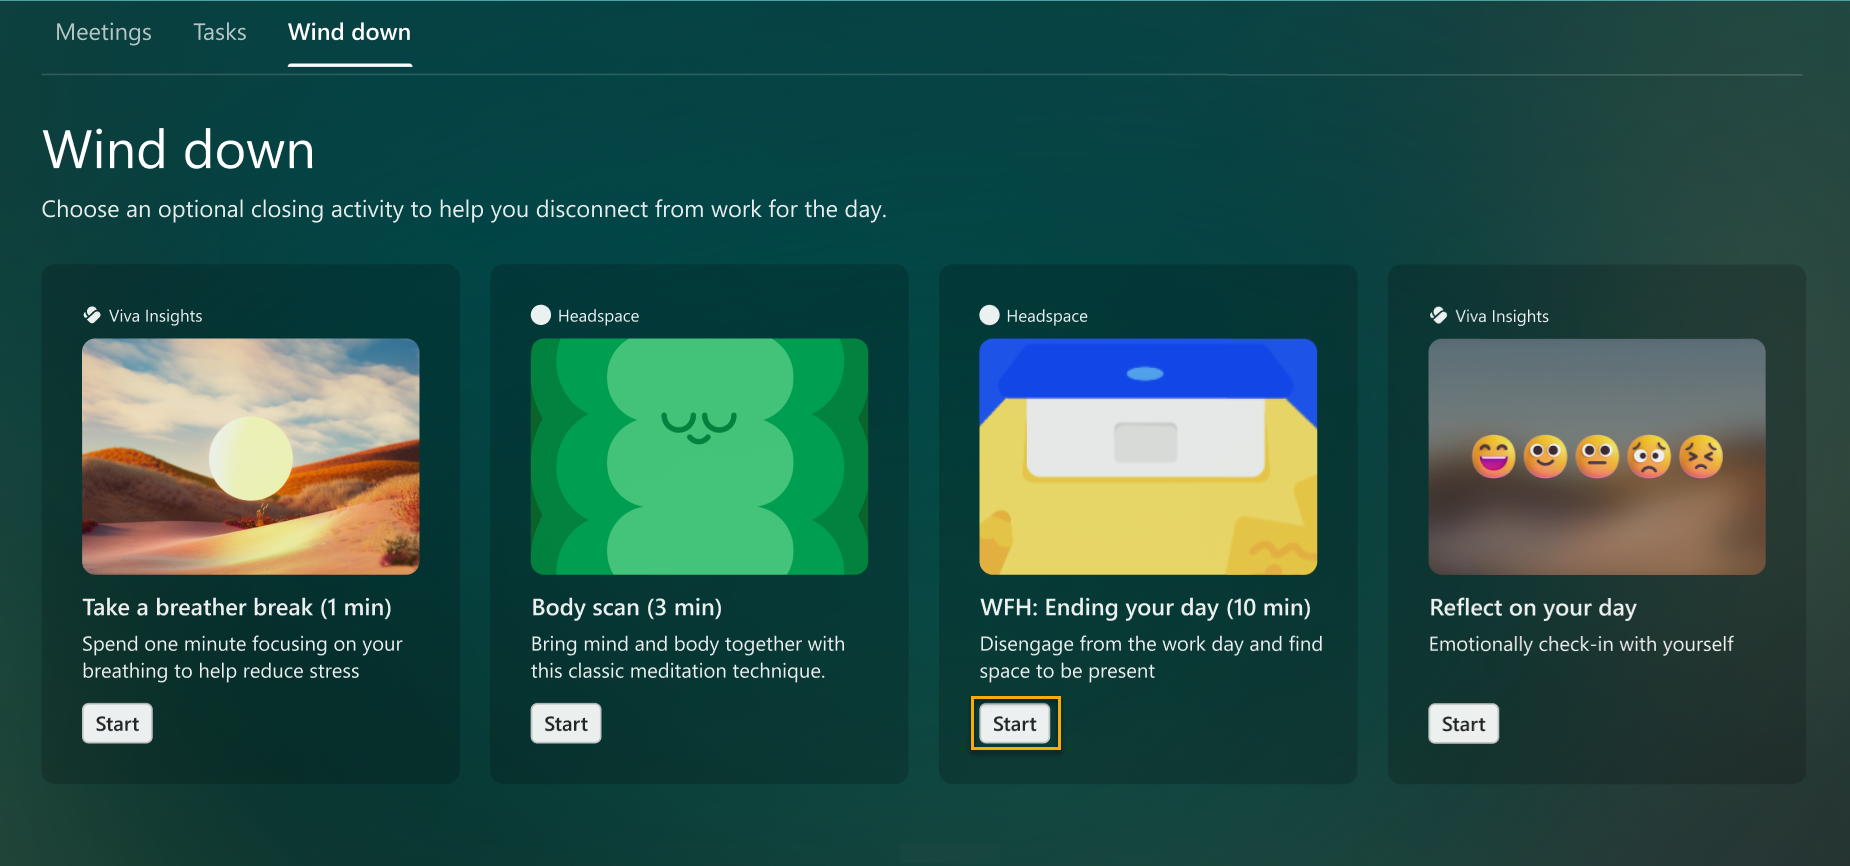 Meetings Tasks Wind down
Wind down
Choose an optional closing activity to help you disconnect from work for the day.
Viva Insights
Take a breather break (1 min)
Spend one minute focusing on your
breathing to help reduce stress
Start
Headspace
Body scan (3 min)
Bring mind and body together with
this classic meditation technique.
Start
Headspace
WFH: Ending your day (10 min)
Disengage from the work day and find
space to be present
Start
Viva Insights
Reflect on your day
Emotionally check-in with yourself
Start